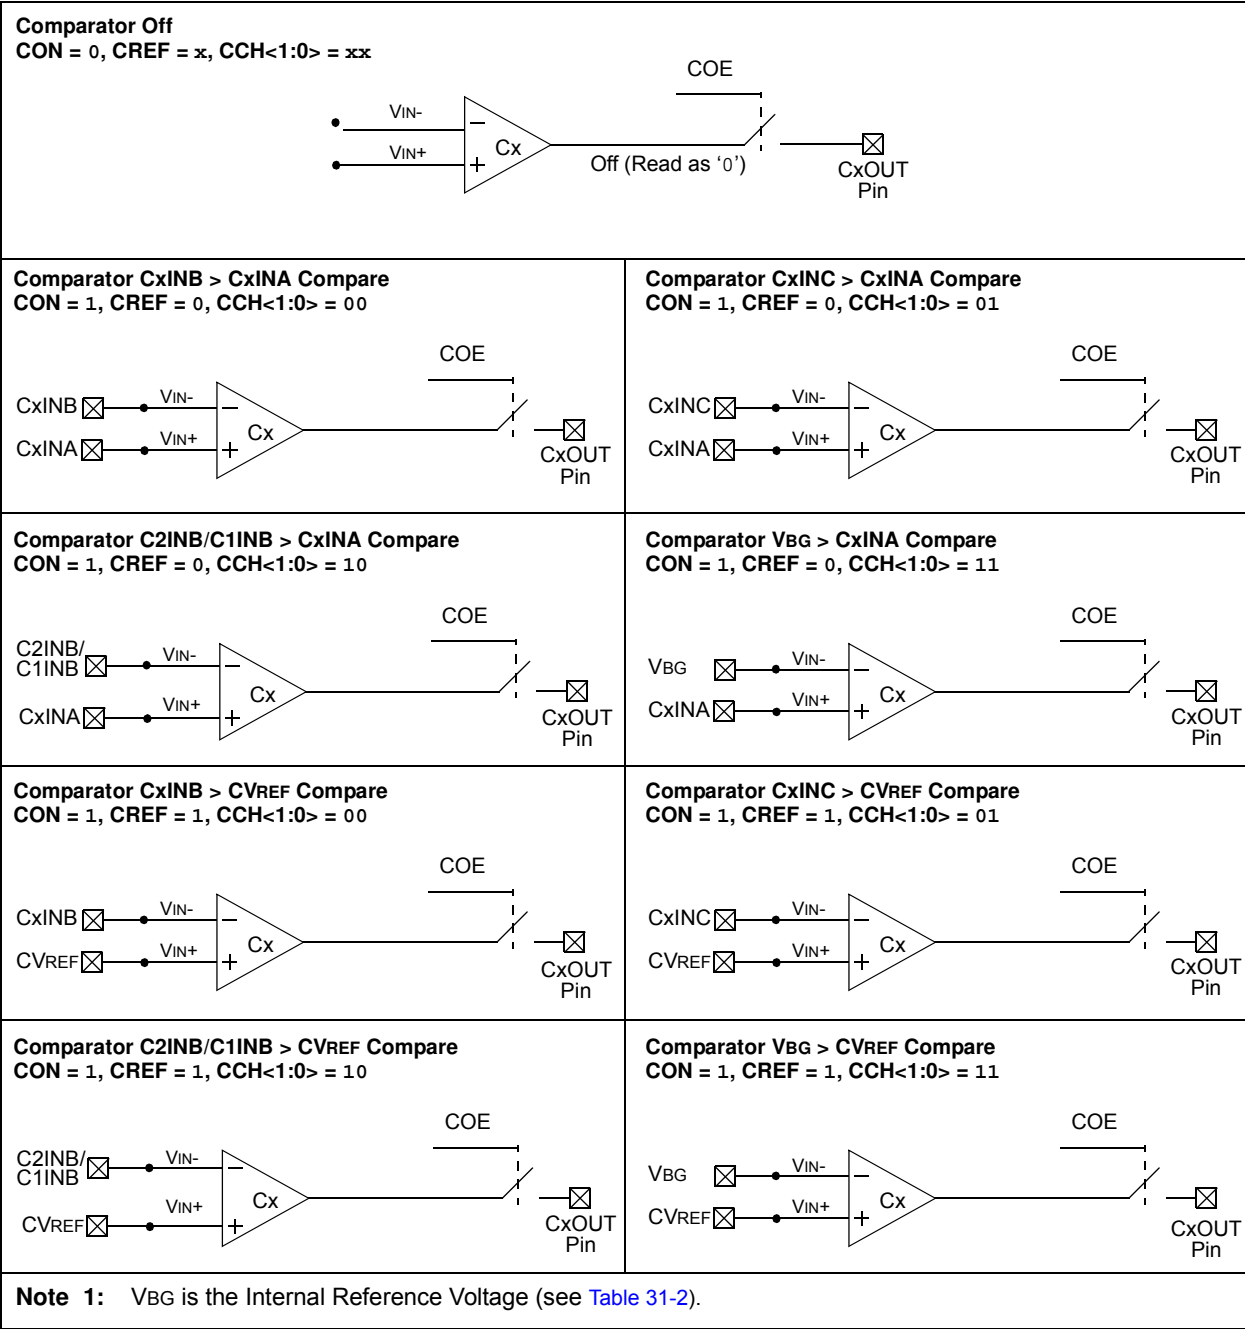 Comparator Off
CON = 0, CREF = x, CCH<1:0> = xx
COE
VIN-
VIN+
Cx
Off (Read as ‘0’)
CxOUT
Pin
Comparator CxINB > CxINA Compare
CON = 1, CREF = 0, CCH<1:0> = 00
COE
CxINB
VIN-
CxINA
VIN+
Cx
CxOUT
Pin
Comparator CxINC > CxINA Compare
CON = 1, CREF = 0, CCH<1:0> = 01
COE
CxINC
VIN-
CxINA
VIN+
Cx
CxOUT
Pin
Comparator C2INB/C1INB > CxINA Compare
CON = 1, CREF = 0, CCH<1:0> = 10
COE
C2INB/
C1INB
VIN-
CxINA
VIN+
Cx
CxOUT
Pin
Comparator VBG > CxINA Compare
CON = 1, CREF = 0, CCH<1:0> = 11
COE
VBG
VIN-
CxINA
VIN+
Cx
CxOUT
Pin
Comparator CxINB > CVREF Compare
CON = 1, CREF = 1, CCH<1:0> = 00
COE
CxINB
VIN-
CVREF
VIN+
Cx
CxOUT
Pin
Comparator CxINC > CVREF Compare
CON = 1, CREF = 1, CCH<1:0> = 01
COE
CxINC
VIN-
CVREF
VIN+
Cx
CxOUT
Pin
Comparator C2INB/C1INB > CVREF Compare
CON = 1, CREF = 1, CCH<1:0> = 10
COE
C2INB/
C1INB
VIN-
CVREF
VIN+
Cx
CxOUT
Pin
Comparator VBG > CVREF Compare
CON = 1, CREF = 1, CCH<1:0> = 11
COE
VBG
VIN-
CVREF
VIN+
Cx
CxOUT
Pin
Note 1: VBG is the Internal Reference Voltage (see Table 31-2).